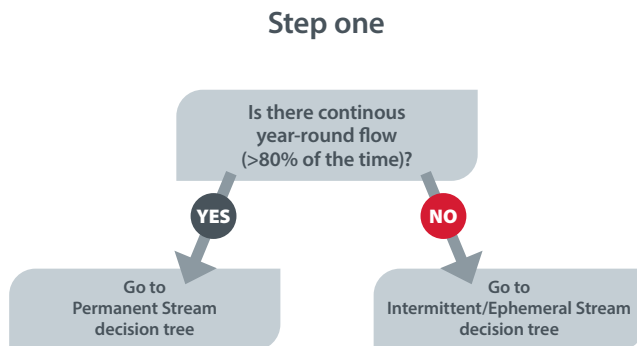 Step one
Is there continous
year-round flow
(>80% of the time)?
YES
NO
Go to
Permanent Stream
decision tree
Go to
Intermittent/Ephemeral Stream
decision tree